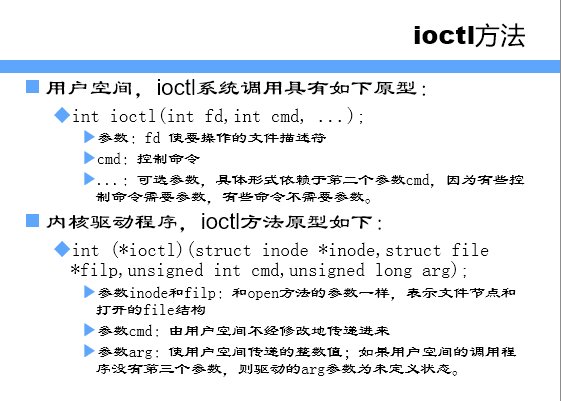 ioctl方法
用户空间，ioctl系统调用具有如下原型：
int ioctl(int fd,int cmd, ...);
参数：fd 使要操作的文件描述符
cmd：控制命令
...：可选参数，具体形式依赖于第二个参数cmd，因为有些控
制命令需要参数，有些命令不需要参数。
内核驱动程序，ioctl方法原型如下：
int (*ioctl)(struct inode *inode,struct file
*filp,unsigned int cmd,unsigned long arg);
参数inode和filp：和open方法的参数一样，表示文件节点和
打开的file结构
参数cmd：由用户空间不经修改地传递进来
参数arg：使用户空间传递的整数值；如果用户空间的调用程
序没有第三个参数，则驱动的arg参数为未定义状态。